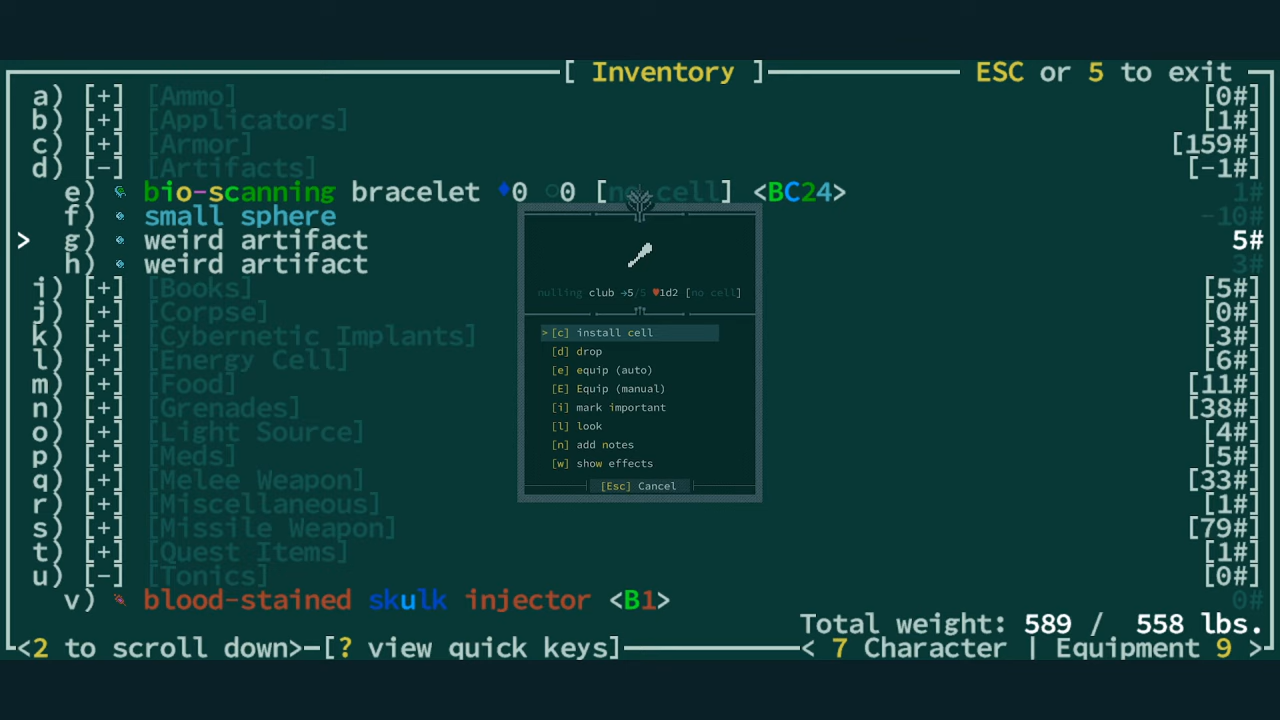 [ Inventory ] ESC or 5 to exit
a) [+] [Ammo] [0#]
b) [+] [Applicators] [1#]
c) [+] [Armor] [159#]
d) [-] [Artifacts] [-1#]
e) bio-scanning bracelet ♦0 ○0 [no cell] <BC24> 1#
f) small sphere -10#
> g) weird artifact 5#
h) weird artifact 3#
i) [+] [Books] [5#]
j) [+] [Corpse] [0#]
k) [+] [Cybernetic Implants] [3#]
l) [+] [Energy Cell] [6#]
m) [+] [Food] [11#]
n) [+] [Grenades] [38#]
o) [+] [Light Source] [4#]
p) [+] [Meds] [5#]
q) [+] [Melee Weapon] [33#]
r) [+] [Miscellaneous] [1#]
s) [+] [Missile Weapon] [79#]
t) [+] [Quest Items] [1#]
u) [-] [Tonics] [0#]
v) blood-stained skulk injector <B1> 0#
Total weight: 589 / 558 lbs.
<2 to scroll down> [? view quick keys] < 7 Character | Equipment 9 >
nulling club →5/5 ♥1d2 [no cell]
> [c] install cell
[d] drop
[e] equip (auto)
[E] Equip (manual)
[i] mark important
[l] look
[n] add notes
[w] show effects
[Esc] Cancel